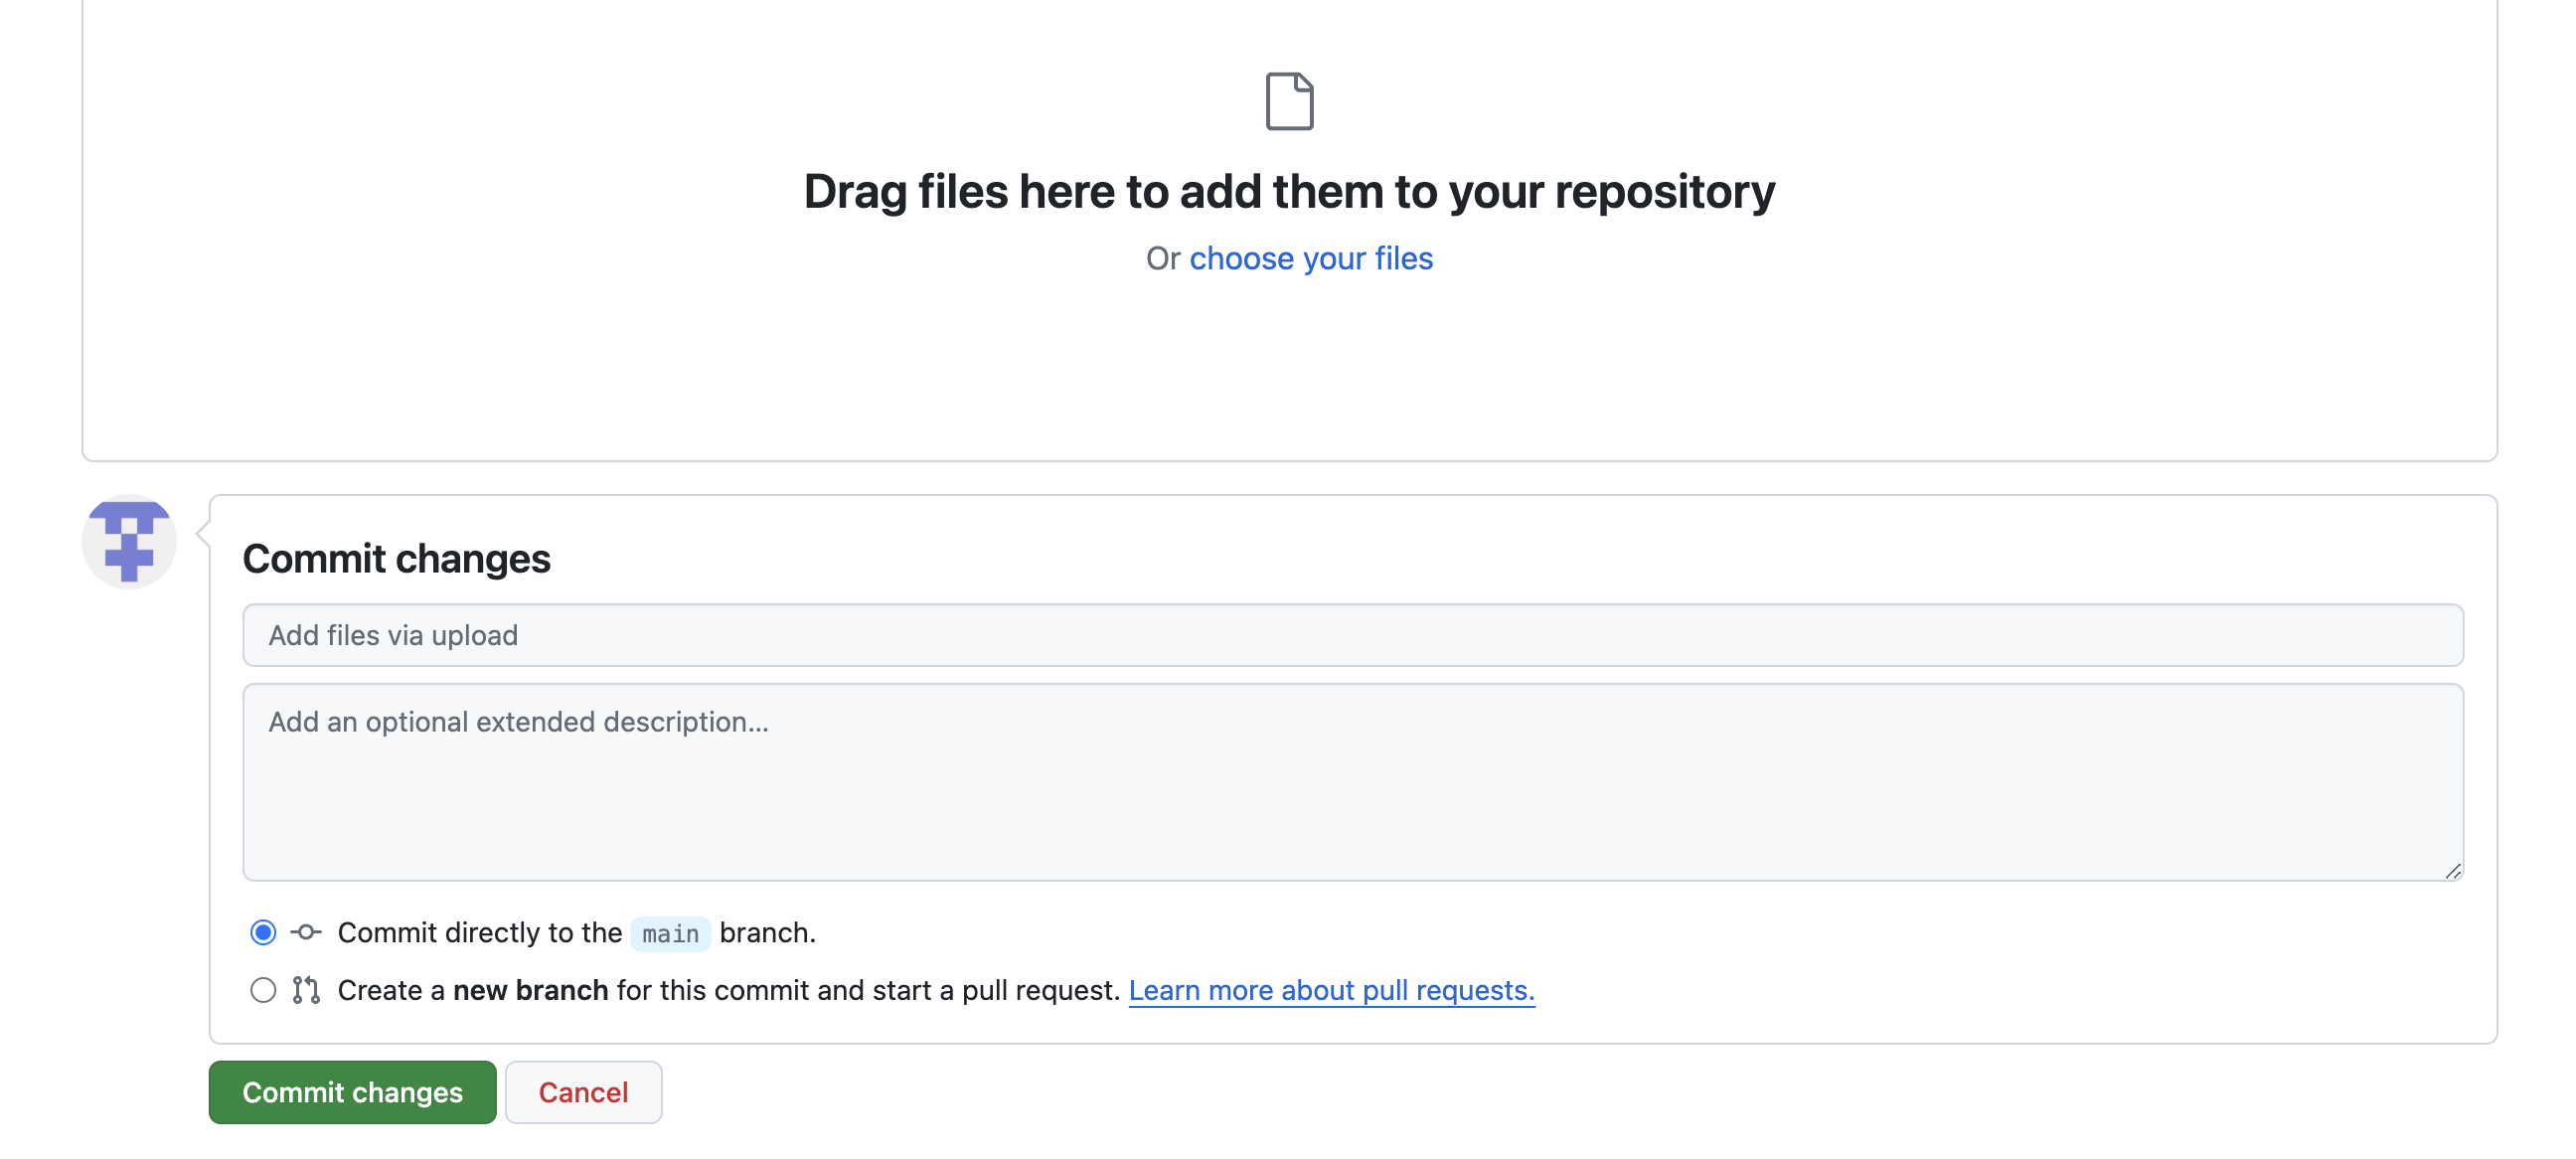 Drag files here to add them to your repository
Or choose your files
Commit changes
Add files via upload
Add an optional extended description...
Commit directly to the main branch.
Create a new branch for this commit and start a pull request. Learn more about pull requests.
Commit changes
Cancel